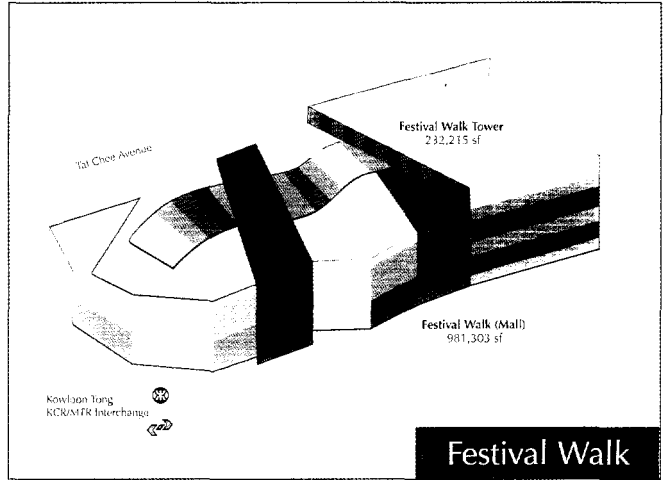 Festival Walk Tower
232,215 sf
Tat Chee Avenue
Festival Walk (Mall)
981,303 sf
Kowloon Tong
KCR/MTR Interchange
Festival Walk